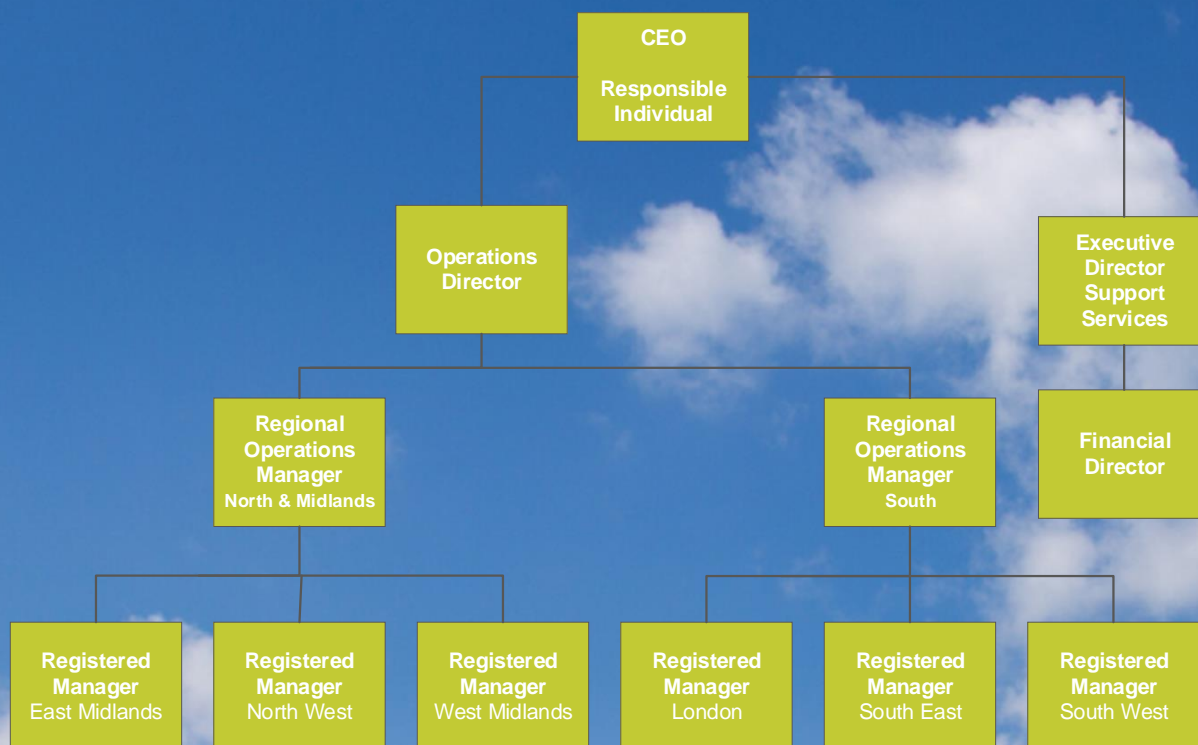 CEO
Responsible
Individual
Operations
Director
Executive
Director
Support
Services
Regional
Operations
Manager
North & Midlands
Regional
Operations
Manager
South
Financial
Director
Registered
Manager
East Midlands
Registered
Manager
North West
Registered
Manager
West Midlands
Registered
Manager
London
Registered
Manager
South East
Registered
Manager
South West